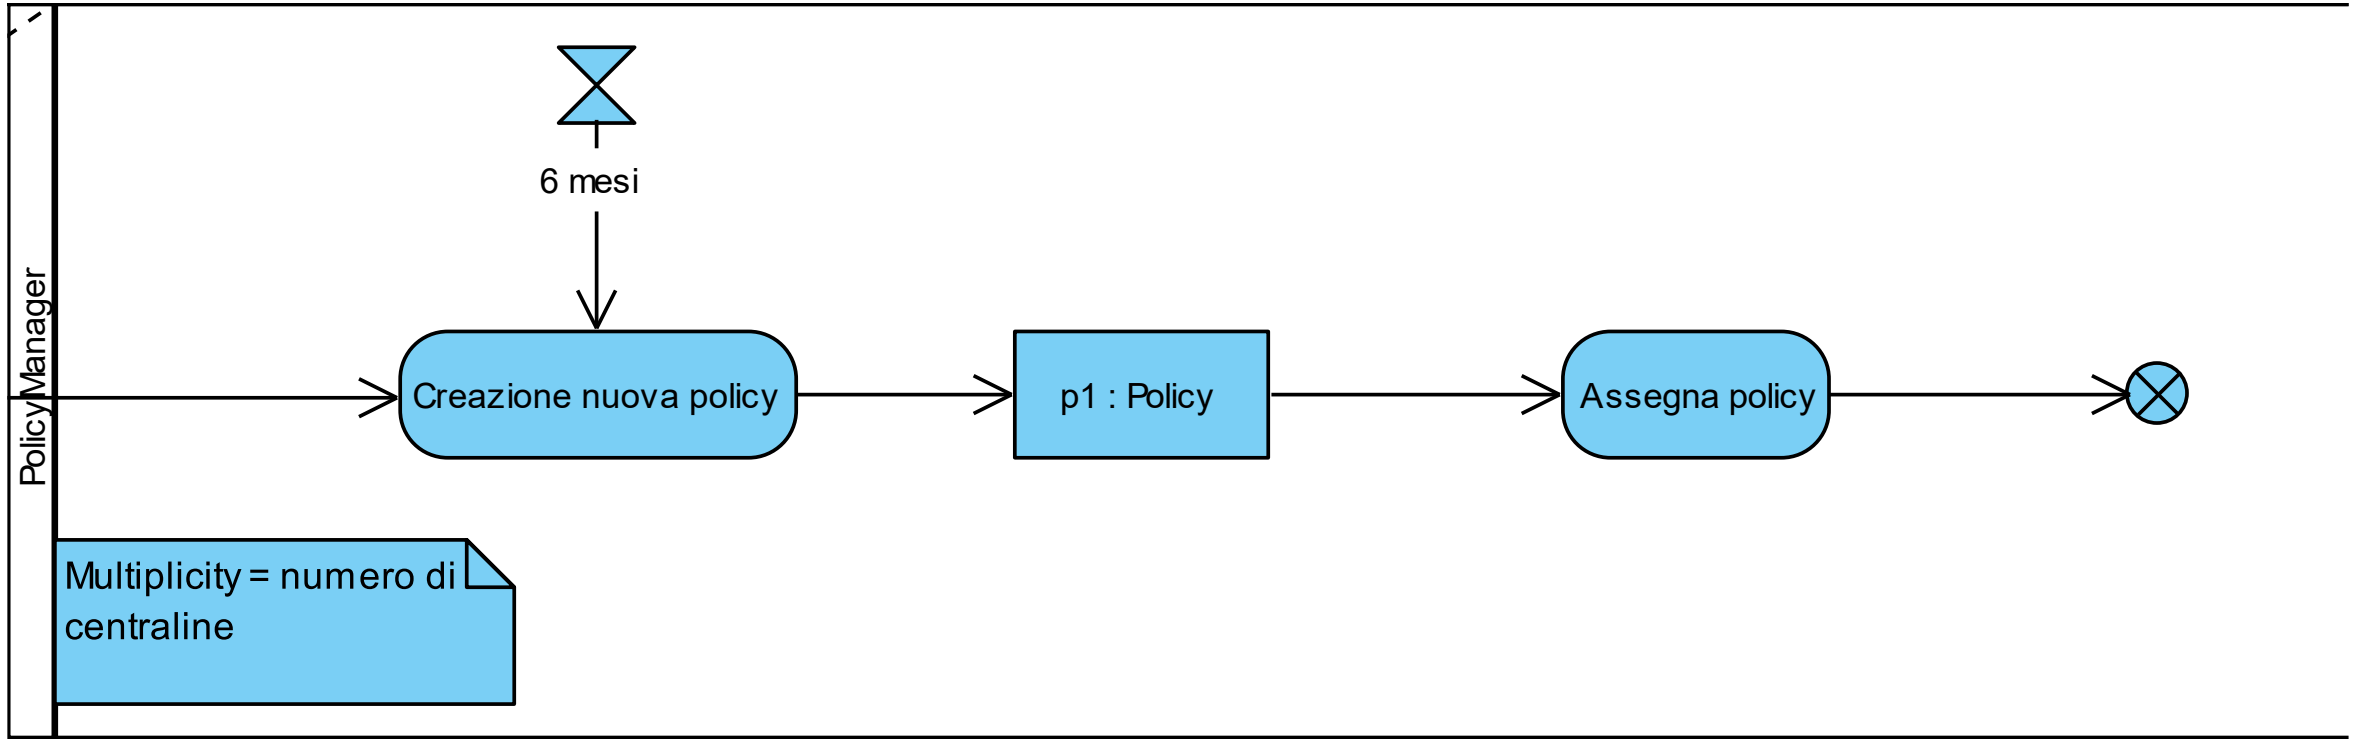 6 mesi
PolicyManager
Creazione nuova policy
p1 : Policy
Assegna policy
Multiplicity = numero di
centraline